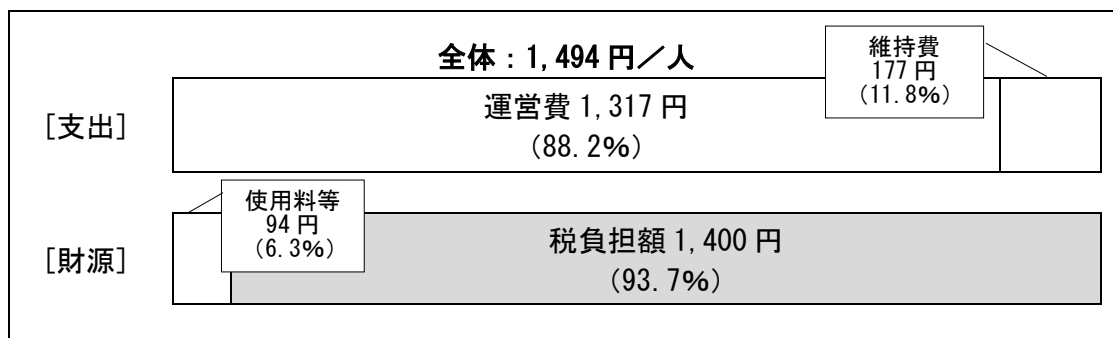 全体：1,494円／人
維持費
177円
(11.8%)
[支出]
運営費 1,317円
(88.2%)
使用料等
94円
(6.3%)
[財源]
税負担額 1,400円
(93.7%)